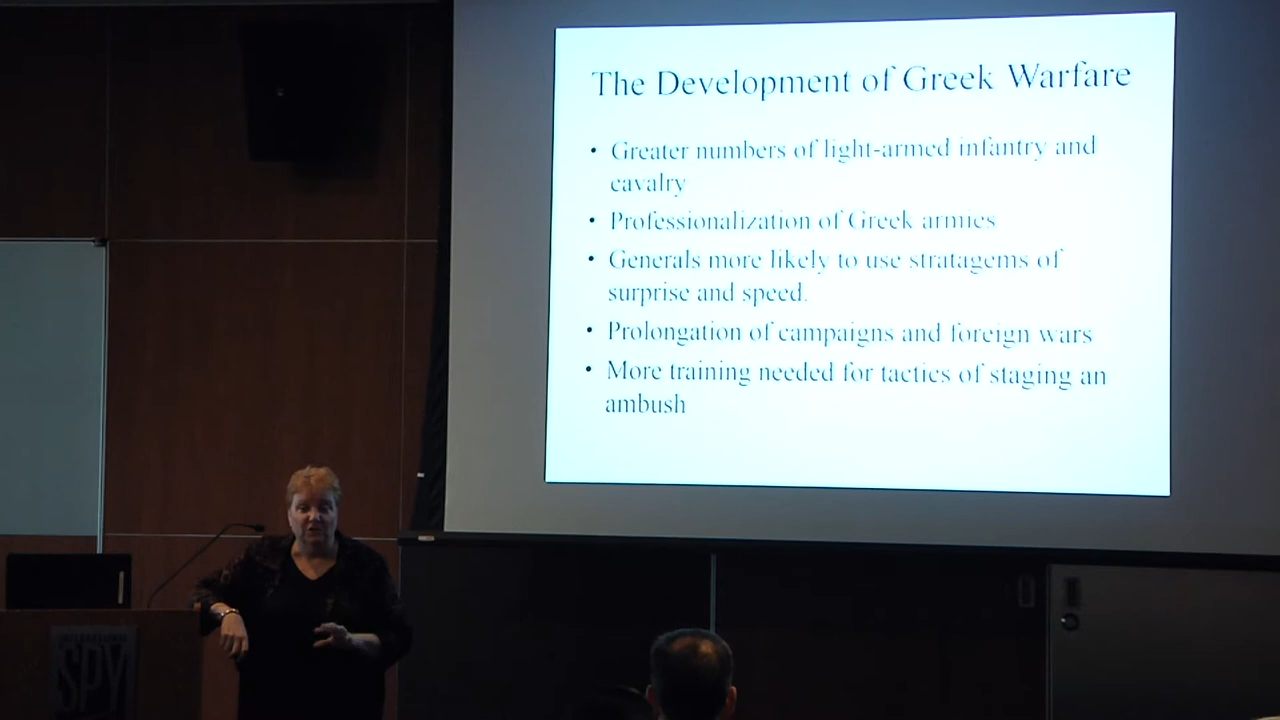 The Development of Greek Warfare
• Greater numbers of light-armed infantry and
cavalry
• Professionalization of Greek armies
• Generals more likely to use stratagems of
surprise and speed.
• Prolongation of campaigns and foreign wars
• More training needed for tactics of staging an
ambush
INTERNATIONAL
SPY